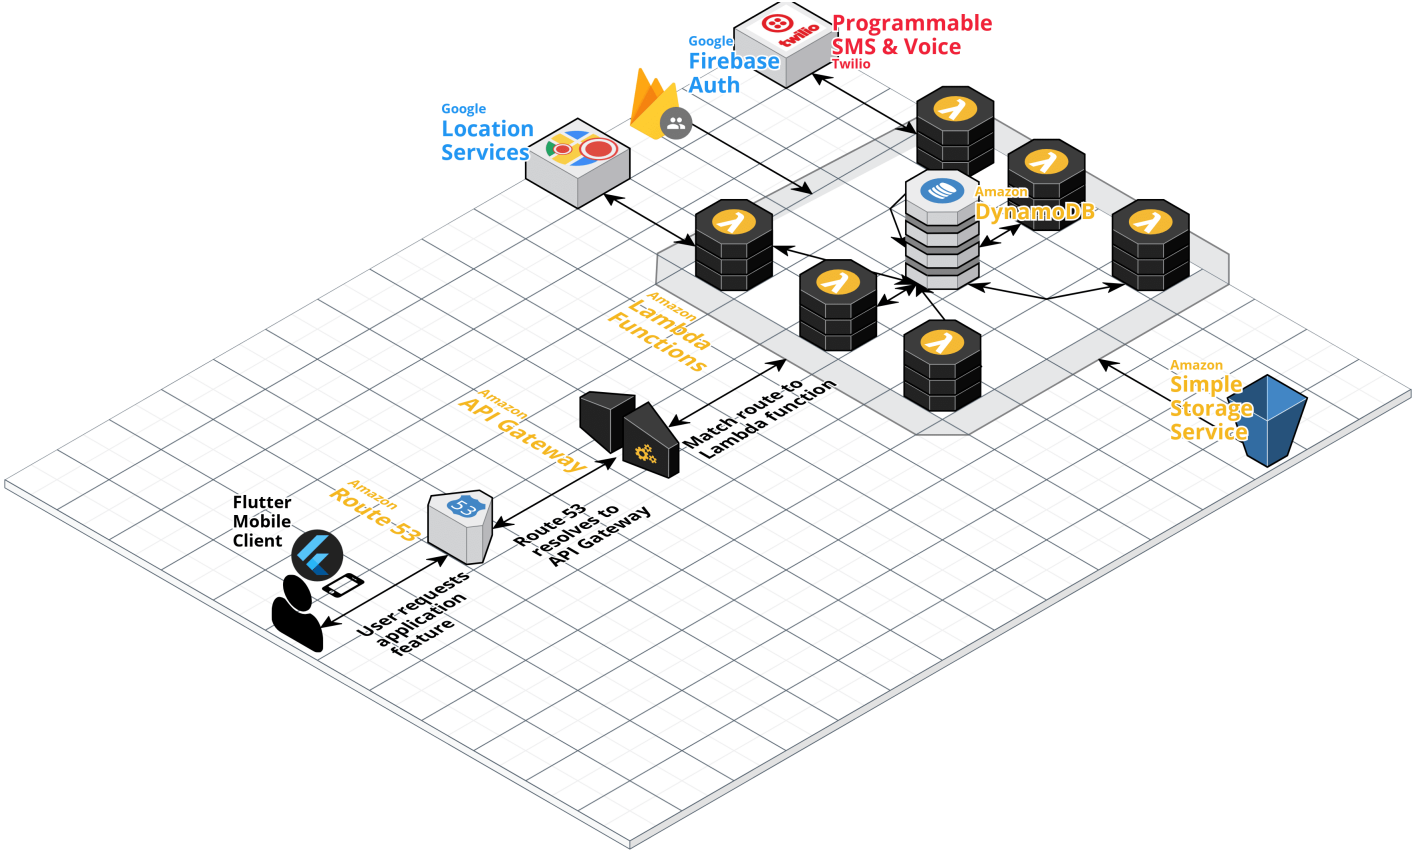 twilio
Programmable
SMS & Voice
Twilio
Google
Firebase
Auth
Google
Location
Services
Amazon
DynamoDB
Amazon
Lambda
Functions
Amazon
Simple
Storage
Service
Match route to
Lambda function
Amazon
API Gateway
Amazon
Route 53
53
Route 53
resolves to
API Gateway
Flutter
Mobile
Client
User requests
application
feature